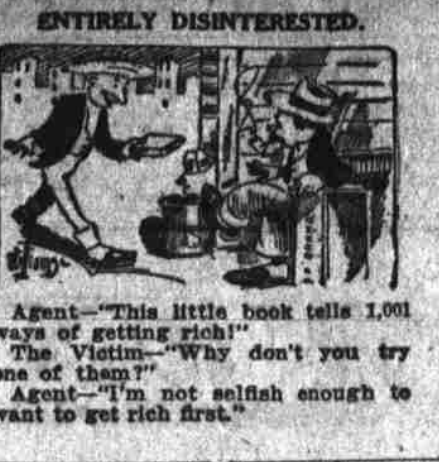 ENTIRELY DISINTERESTED.
Agent—"This little book tells 1,001
ways of getting rich!"
The Victim—"Why don't you try
one of them?"
Agent—"I'm not selfish enough to
want to get rich first."